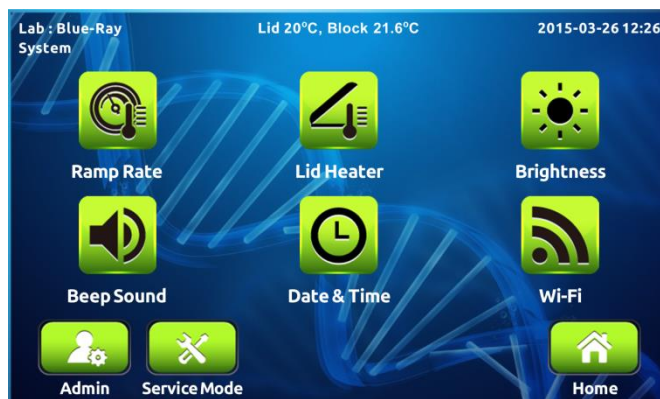 Lab : Blue-Ray
System
Lid 20°C, Block 21.6°C
2015-03-26 12:26
Ramp Rate
Lid Heater
Brightness
Beep Sound
Date & Time
Wi-Fi
Admin
Service Mode
Home